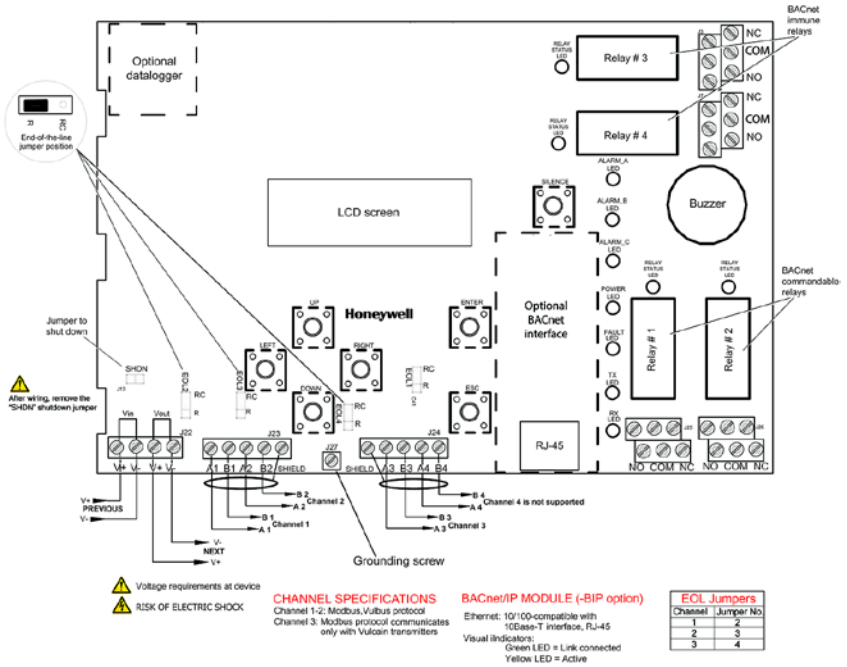 BACnet
immune
relays
Optional
datalogger
RELAY
STATUS
LED
Relay # 3
J3
NC
COM
NO
R
RC
End-of-the-line
jumper position
RELAY
STATUS
LED
Relay # 4
NC
COM
NO
ALARM_A
LED
SILENCE
LCD screen
ALARM_B
LED
Buzzer
ALARM_C
LED
RELAY
STATUS
LED
RELAY
STATUS
LED
BACnet
commandable
relays
UP
Honeywell
ENTER
POWER
LED
Optional
BACnet
interface
Relay # 1
Relay # 2
Jumper to
shut down
LEFT
RIGHT
FAULT
LED
SHDN
EOL2
RC
R
EOL3
RC
R
DOWN
EOL4
RC
R
EOL1
RC
R
ESC
TX
LED
After wiring, remove the
"SHDN" shutdown jumper
RX
LED
Vin
Vout
J22
J23
J27
J24
RJ-45
V+ V- V+ V-
A1 B1 A2 B2 SHIELD
SHIELD A3 B3 A4 B4
NO COM NC
NO COM NC
V+
PREVIOUS
V-
B 2
A 2
Channel 2
B 1
A 1
Channel 1
B 4
A 4
Channel 4 is not supported
B 3
A 3
Channel 3
V-
NEXT
V+
Grounding screw
Voltage requirements at device
RISK OF ELECTRIC SHOCK
CHANNEL SPECIFICATIONS
Channel 1-2: Modbus,Vulbus protocol
Channel 3: Modbus protocol communicates
only with Vulcain transmitters
BACnet/IP MODULE (-BIP option)
Ethernet: 10/100-compatible with
10Base-T interface, RJ-45
Visual iIndicators:
Green LED = Link connected
Yellow LED = Active
EOL Jumpers
Channel Jumper No.
1 2
2 3
3 4